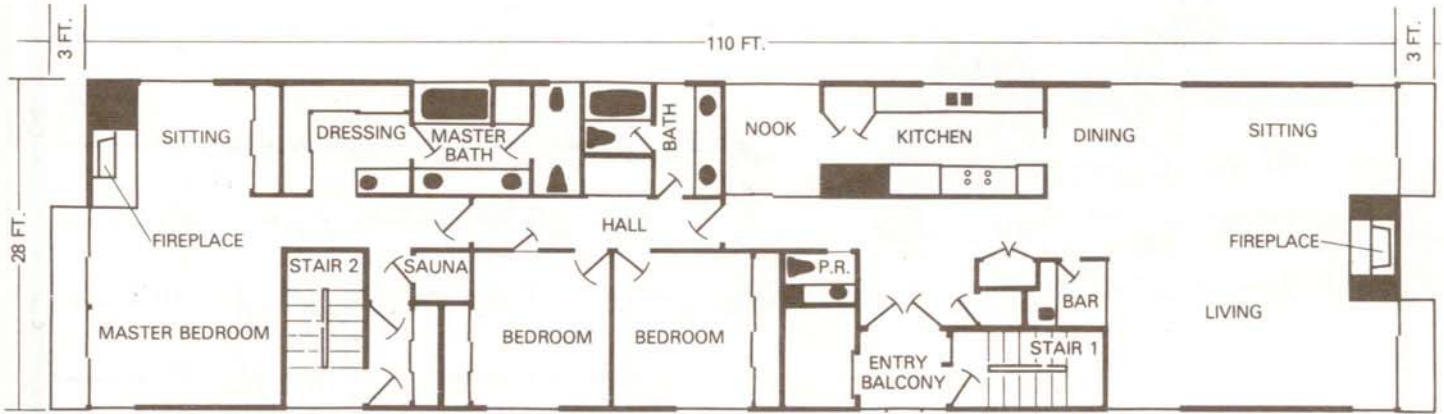 3 FT.
110 FT.
3 FT.
28 FT.
SITTING
DRESSING
MASTER
BATH
BATH
NOOK
KITCHEN
DINING
SITTING
FIREPLACE
HALL
FIREPLACE
STAIR 2
SAUNA
P.R.
BAR
MASTER BEDROOM
BEDROOM
BEDROOM
ENTRY
BALCONY
STAIR 1
LIVING